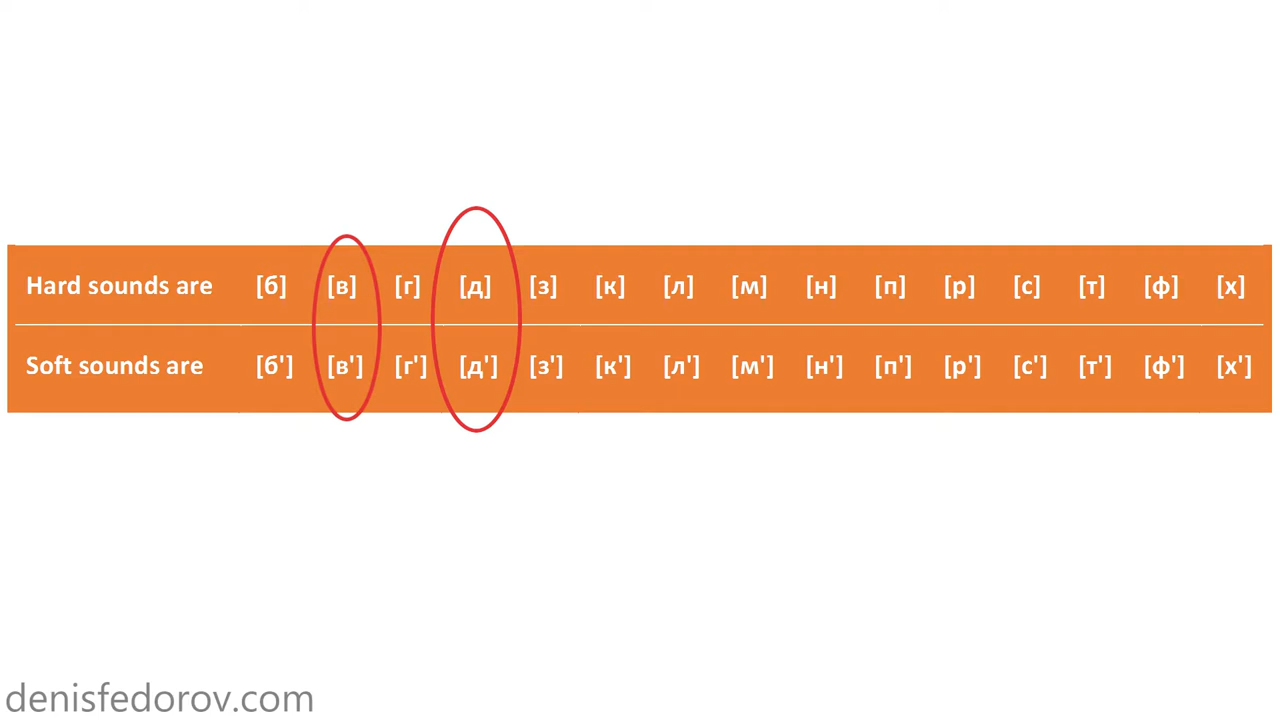 Hard sounds are [б] [в] [г] [д] [з] [к] [л] [м] [н] [п] [р] [с] [т] [ф] [х]
Soft sounds are [б'] [в'] [г'] [д'] [з'] [к'] [л'] [м'] [н'] [п'] [р'] [с'] [т'] [ф'] [х']
denisfedorov.com